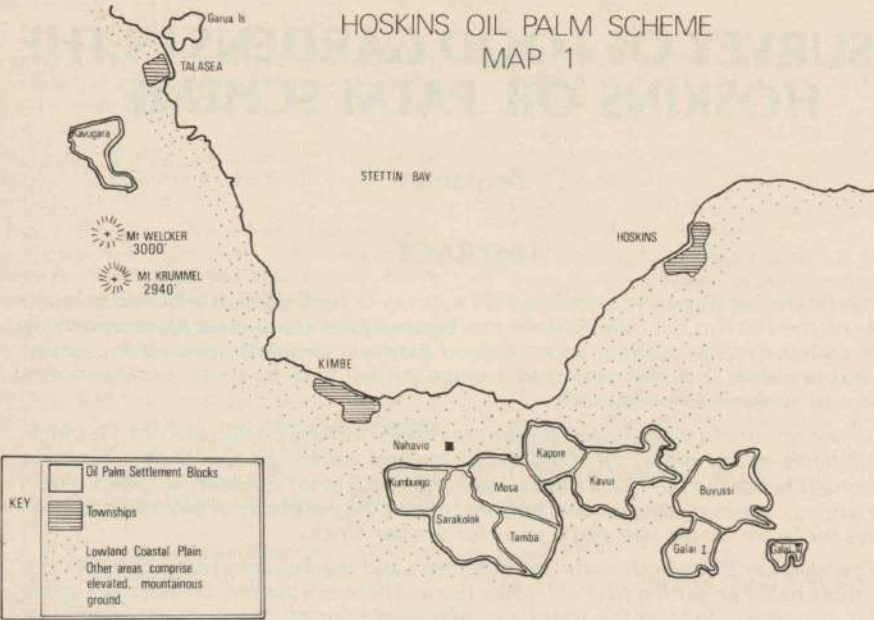 HOSKINS OIL PALM SCHEME
MAP 1
Garua Is
TALASEA
Kavugara
STETTIN BAY
Mt WELCKER
3000'
Mt KRUMMEL
2940'
HOSKINS
KIMBE
Nahavio
Kapore
Kumbango
Mosa
Kavui
Buvussi
Sarakolok
Tamba
Galai I
Galai II
KEY
Oil Palm Settlement Blocks
Townships
Lowland Coastal Plain
Other areas comprise
elevated, mountainous
ground.